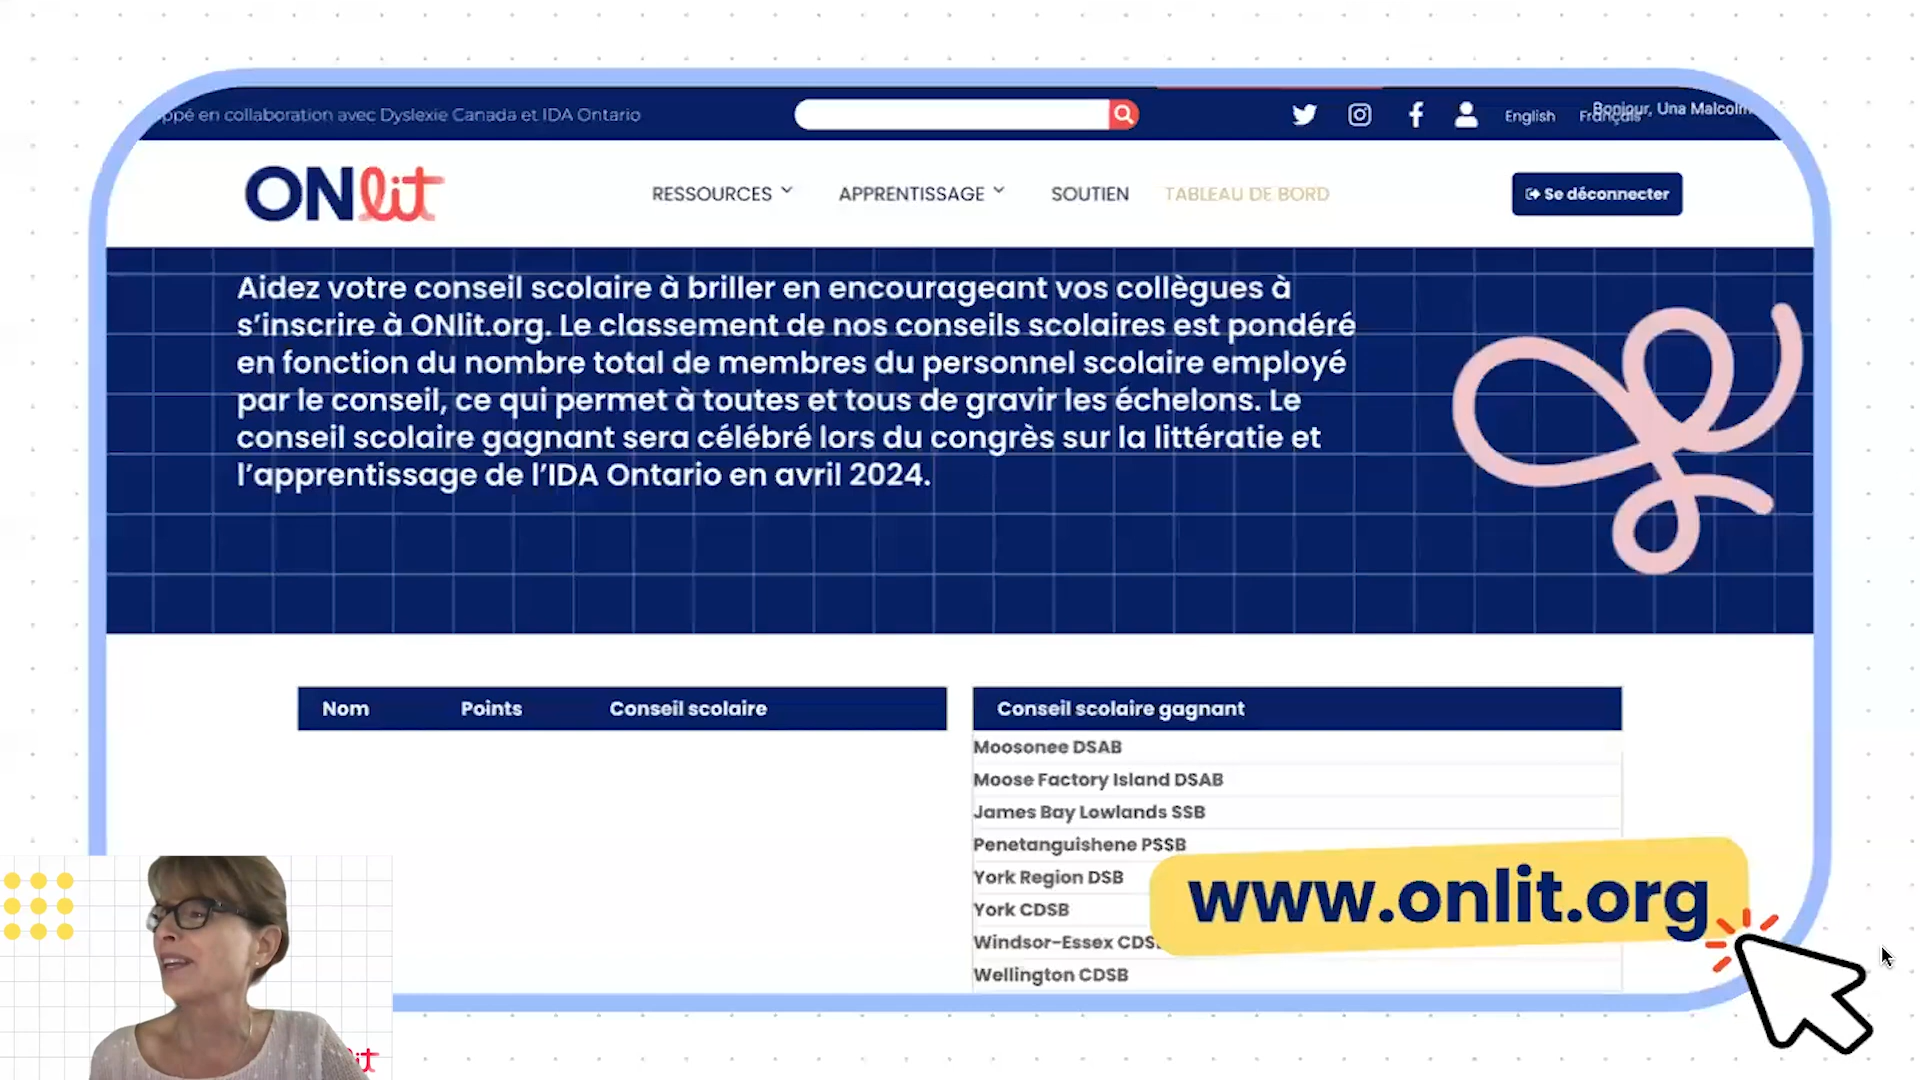 ppé en collaboration avec Dyslexie Canada et IDA Ontario
English
Français
Bonjour, Una Malcolm
ONlit
RESSOURCES
APPRENTISSAGE
SOUTIEN
TABLEAU DE BORD
Se déconnecter
Aidez votre conseil scolaire à briller en encourageant vos collègues à
s’inscrire à ONlit.org. Le classement de nos conseils scolaires est pondéré
en fonction du nombre total de membres du personnel scolaire employé
par le conseil, ce qui permet à toutes et tous de gravir les échelons. Le
conseil scolaire gagnant sera célébré lors du congrès sur la littératie et
l’apprentissage de l’IDA Ontario en avril 2024.
Nom Points Conseil scolaire
Conseil scolaire gagnant
Moosonee DSAB
Moose Factory Island DSAB
James Bay Lowlands SSB
Penetanguishene PSSB
York Region DSB
York CDSB
Windsor-Essex CDS
Wellington CDSB
www.onlit.org
it